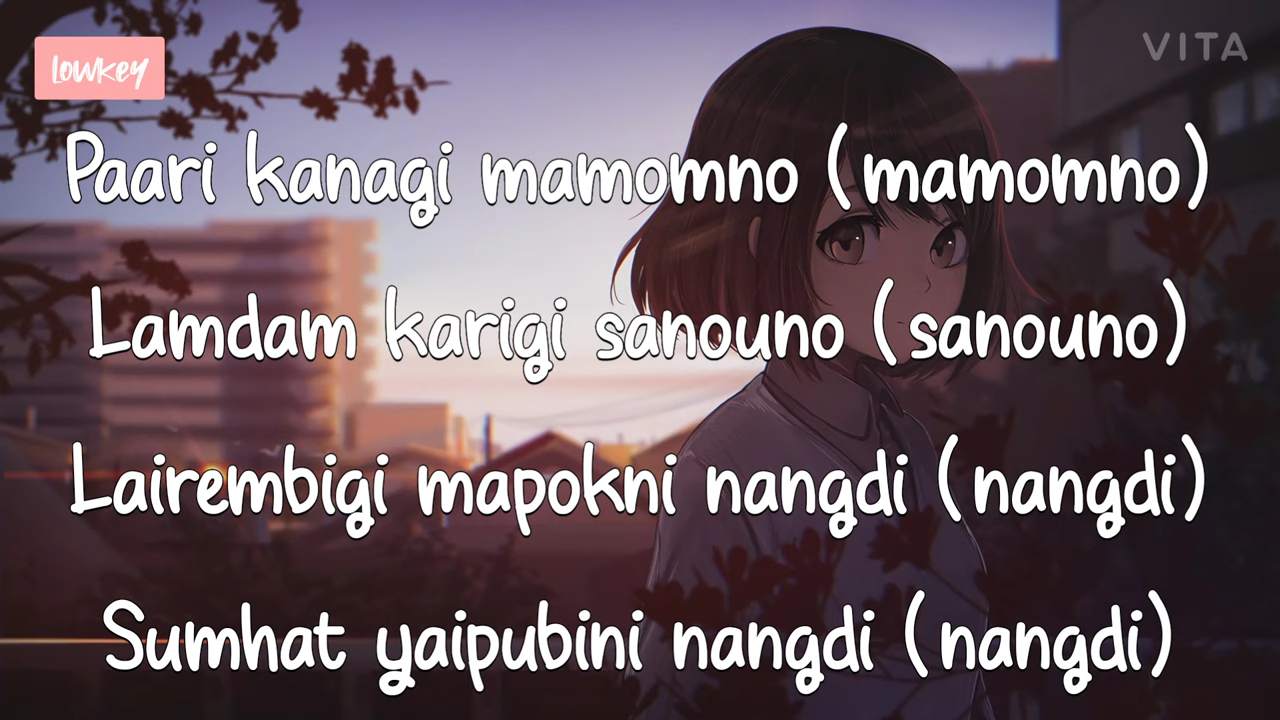 Lowkey
VITA
Paari kanagi mamomno (mamomno)
Lamdam karigi sanouno (sanouno)
Lairembigi mapokni nangdi (nangdi)
Sumhat yaipubini nangdi (nangdi)